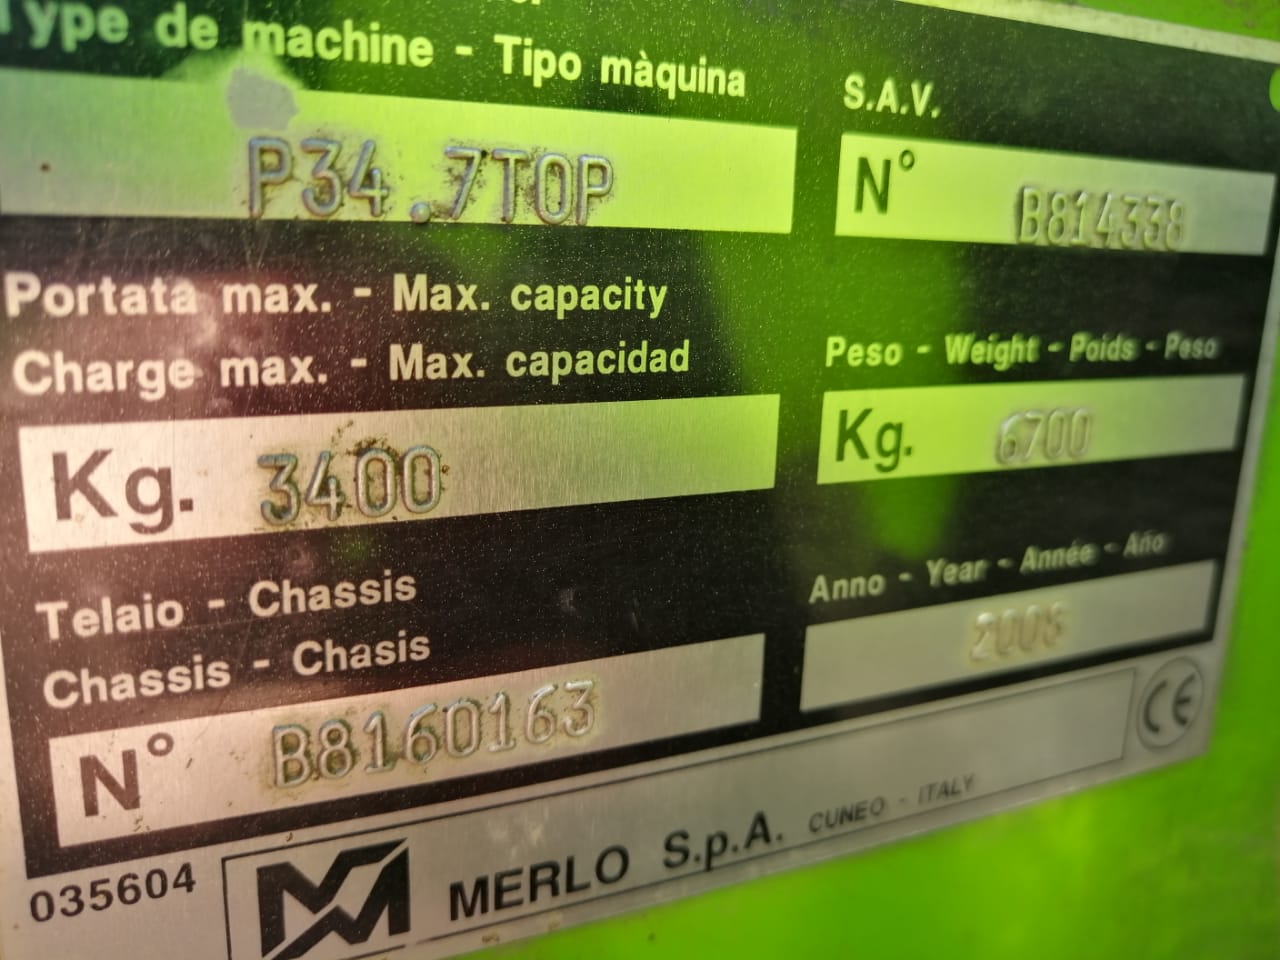 Type de machine - Tipo màquina
P34.7TOP
S.A.V.
N° B814338
Portata max. - Max. capacity
Charge max. - Max. capacidad
Kg. 3400
Peso - Weight - Poids - Peso
Kg. 6700
Telaio - Chassis
Chassis - Chasis
N° B8160163
Anno - Year - Année - Año
035604
MERLO S.p.A. CUNEO - ITALY
CE